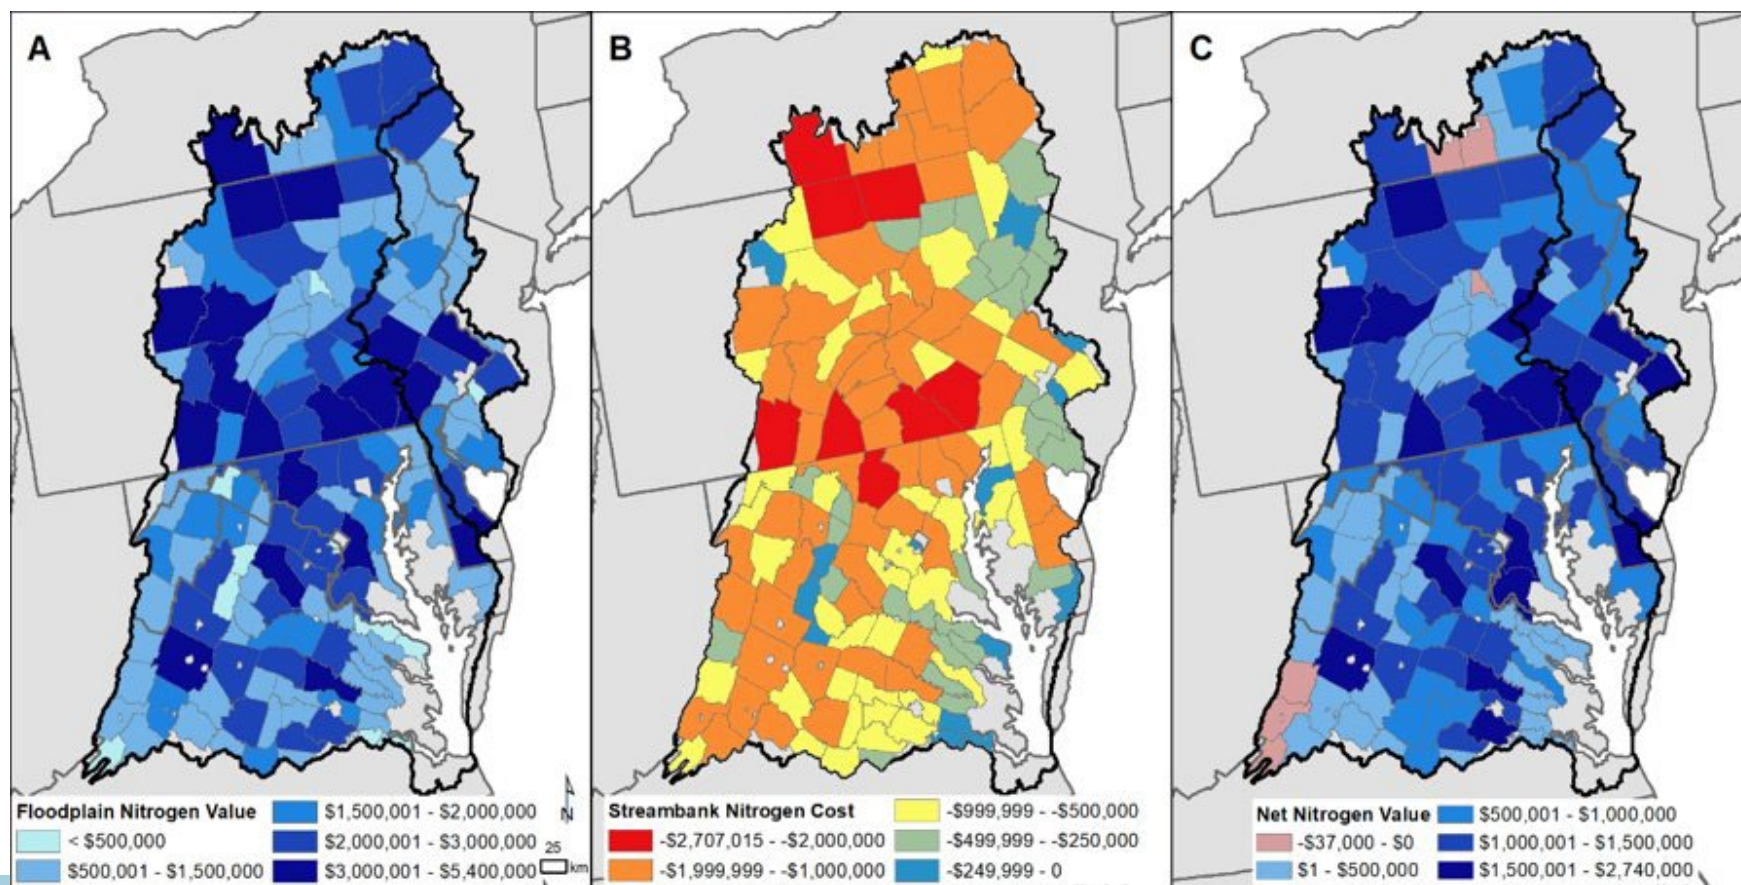 A
B
C
Floodplain Nitrogen Value
< $500,000
$500,001 - $1,500,000
$1,500,001 - $2,000,000
$2,000,001 - $3,000,000
$3,000,001 - $5,400,000
N
25
km
Streambank Nitrogen Cost
-$2,707,015 - -$2,000,000
-$1,999,999 - -$1,000,000
-$999,999 - -$500,000
-$499,999 - -$250,000
-$249,999 - 0
Net Nitrogen Value
-$37,000 - $0
$1 - $500,000
$500,001 - $1,000,000
$1,000,001 - $1,500,000
$1,500,001 - $2,740,000